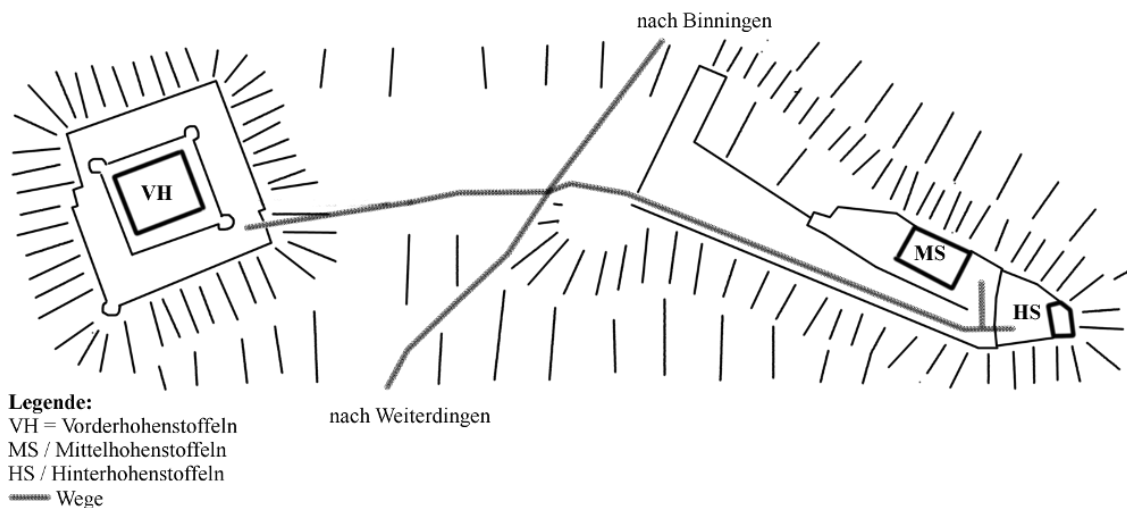 nach Binningen
VH
MS
HS
nach Weiterdingen
Legende:
VH = Vorderhohenstoffeln
MS / Mittelhohenstoffeln
HS / Hinterhohenstoffeln
Wege